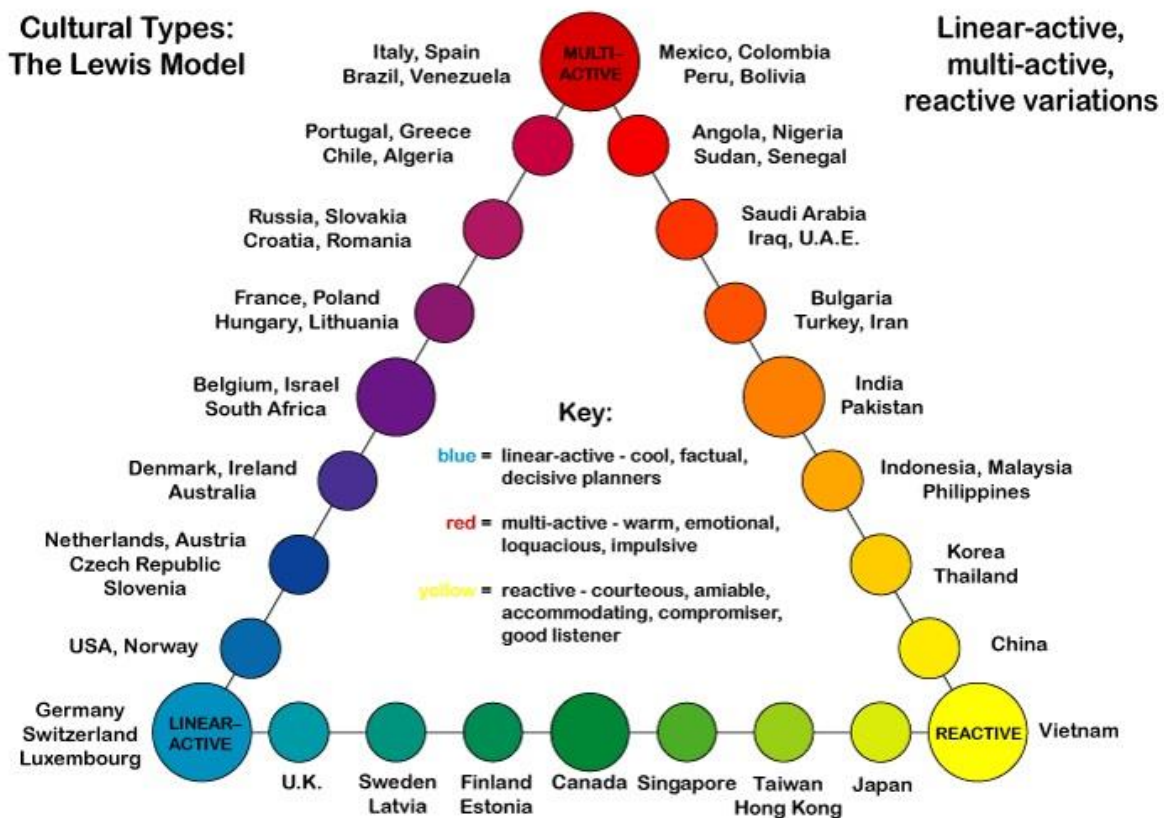 Cultural Types:
The Lewis Model
Linear-active,
multi-active,
reactive variations
MULTI-
ACTIVE
Italy, Spain
Brazil, Venezuela
Mexico, Colombia
Peru, Bolivia
Portugal, Greece
Chile, Algeria
Angola, Nigeria
Sudan, Senegal
Russia, Slovakia
Croatia, Romania
Saudi Arabia
Iraq, U.A.E.
France, Poland
Hungary, Lithuania
Bulgaria
Turkey, Iran
Belgium, Israel
South Africa
India
Pakistan
Denmark, Ireland
Australia
Indonesia, Malaysia
Philippines
Netherlands, Austria
Czech Republic
Slovenia
Korea
Thailand
USA, Norway
China
Key:
blue = linear-active - cool, factual,
decisive planners
red = multi-active - warm, emotional,
loquacious, impulsive
yellow = reactive - courteous, amiable,
accommodating, compromiser,
good listener
Germany
Switzerland
Luxembourg
LINEAR–
ACTIVE
U.K.
Sweden
Latvia
Finland
Estonia
Canada
Singapore
Taiwan
Hong Kong
Japan
REACTIVE
Vietnam